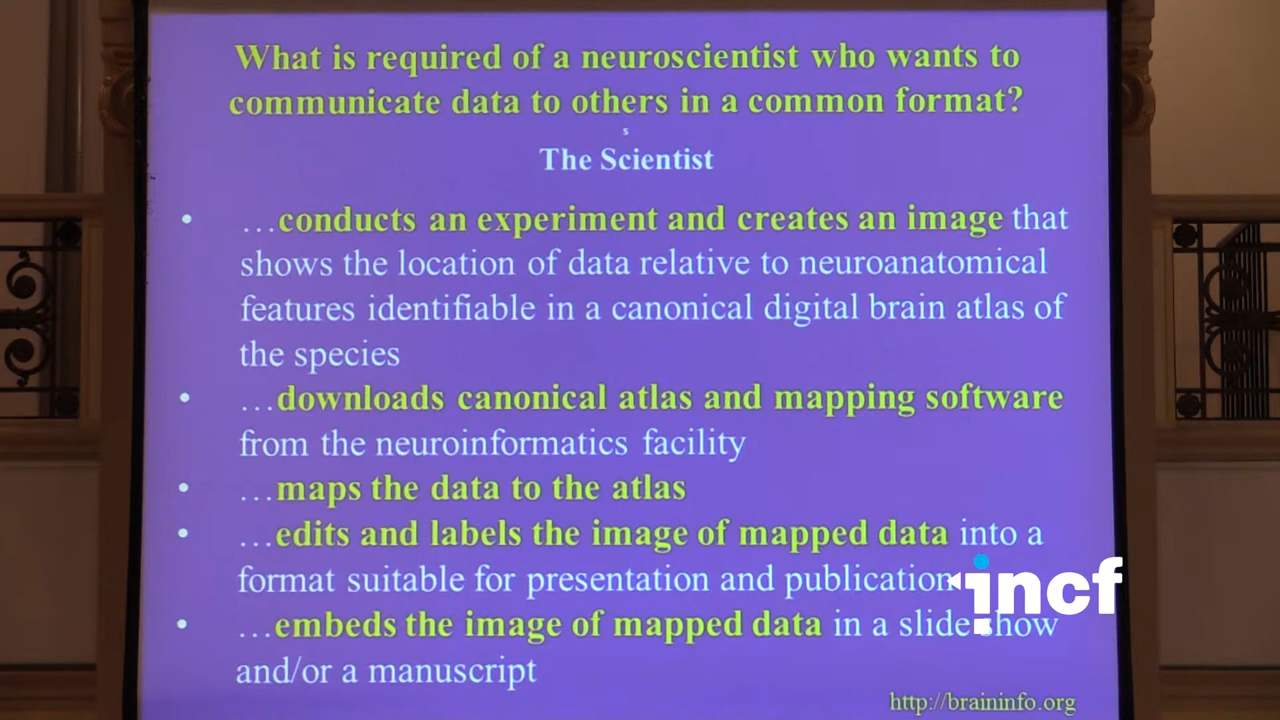 What is required of a neuroscientist who wants to
communicate data to others in a common format?
s
The Scientist
• …conducts an experiment and creates an image that
shows the location of data relative to neuroanatomical
features identifiable in a canonical digital brain atlas of
the species
• …downloads canonical atlas and mapping software
from the neuroinformatics facility
• …maps the data to the atlas
• …edits and labels the image of mapped data into a
format suitable for presentation and publication
• …embeds the image of mapped data in a slide show
and/or a manuscript
incf
http://braininfo.org